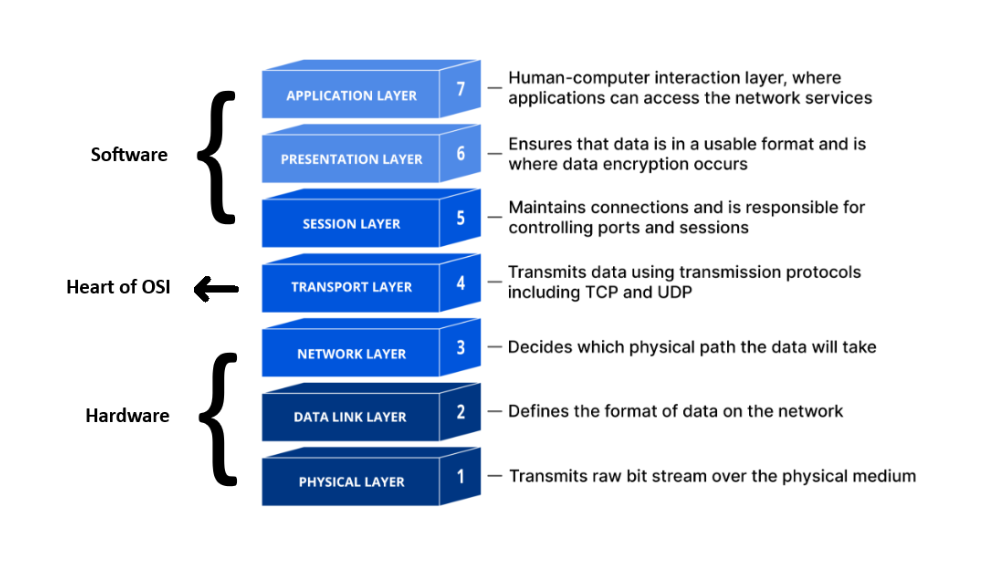 APPLICATION LAYER 7
Human-computer interaction layer, where
applications can access the network services
Software
PRESENTATION LAYER 6
Ensures that data is in a usable format and is
where data encryption occurs
SESSION LAYER 5
Maintains connections and is responsible for
controlling ports and sessions
Heart of OSI
TRANSPORT LAYER 4
Transmits data using transmission protocols
including TCP and UDP
NETWORK LAYER 3
Decides which physical path the data will take
Hardware
DATA LINK LAYER 2
Defines the format of data on the network
PHYSICAL LAYER 1
Transmits raw bit stream over the physical medium